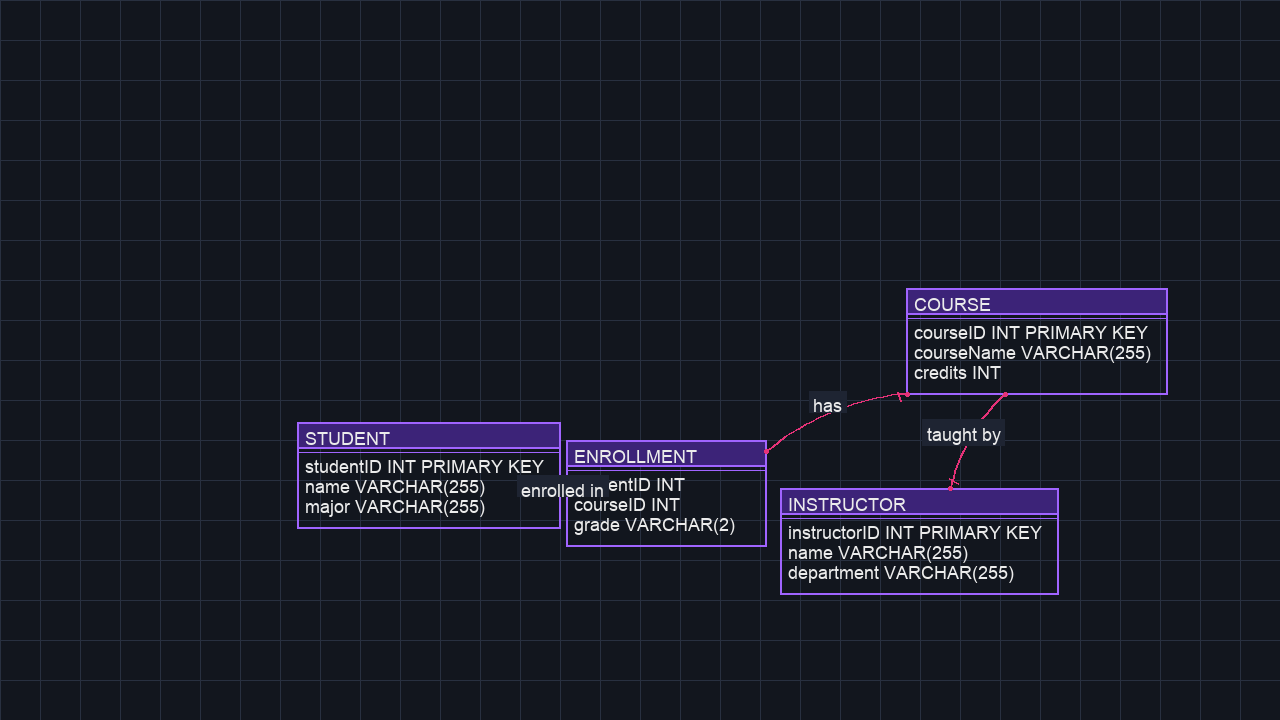 COURSE
courseID INT PRIMARY KEY
courseName VARCHAR(255)
credits INT
has
taught by
STUDENT
studentID INT PRIMARY KEY
name VARCHAR(255)
major VARCHAR(255)
enrolled in
ENROLLMENT
entID INT
courseID INT
grade VARCHAR(2)
INSTRUCTOR
instructorID INT PRIMARY KEY
name VARCHAR(255)
department VARCHAR(255)